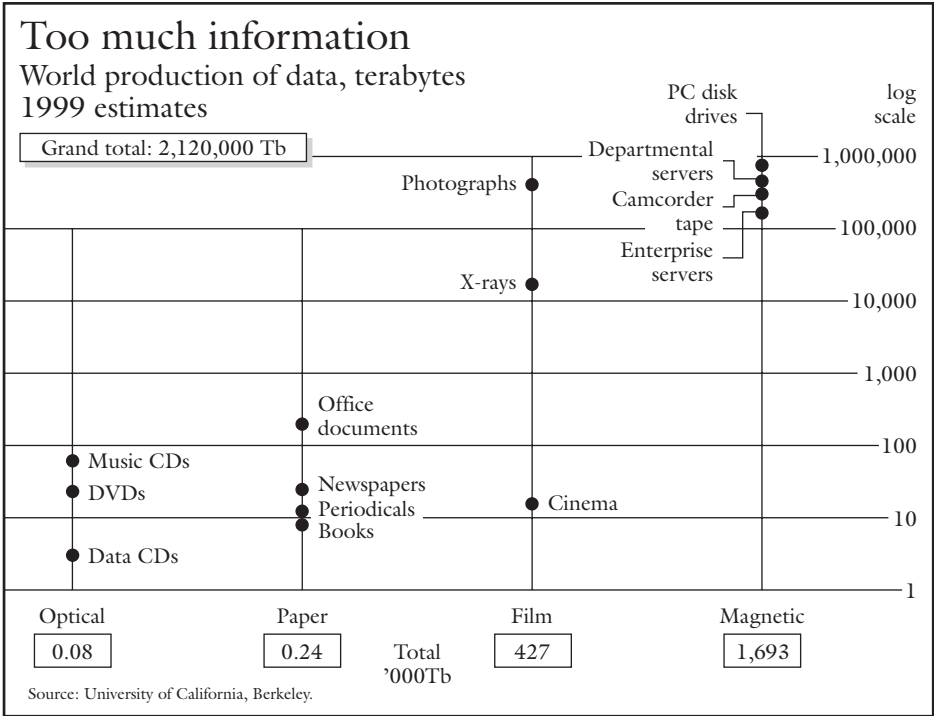 Too much information
World production of data, terabytes
1999 estimates
Grand total: 2,120,000 Tb
PC disk
drives
log
scale
Departmental
servers
1,000,000
Photographs
Camcorder
tape
100,000
Enterprise
servers
X-rays
10,000
1,000
Office
documents
100
Music CDs
DVDs
Newspapers
Periodicals
Books
Cinema
10
Data CDs
1
Optical
Paper
Film
Magnetic
0.08
0.24
Total
’000Tb
427
1,693
Source: University of California, Berkeley.